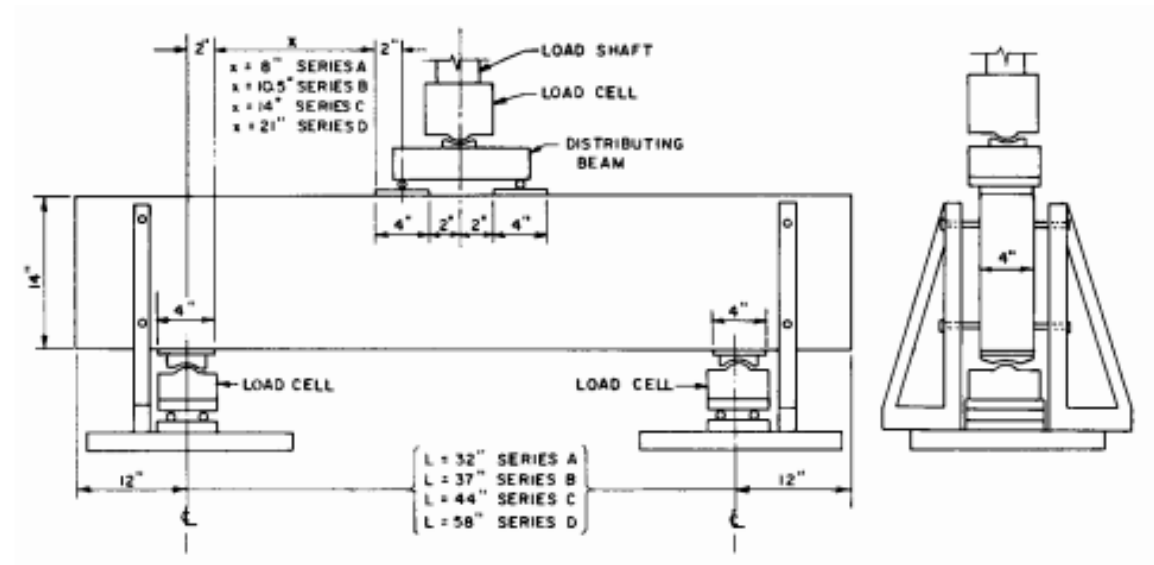 2" x 2"
x = 8" SERIES A
x = 10.5" SERIES B
x = 14" SERIES C
x = 21" SERIES D
LOAD SHAFT
LOAD CELL
DISTRIBUTING
BEAM
4" 2" 2" 4"
14"
4" 4" 4"
LOAD CELL LOAD CELL
12" 12"
L = 32" SERIES A
L = 37" SERIES B
L = 44" SERIES C
L = 58" SERIES D
℄ ℄